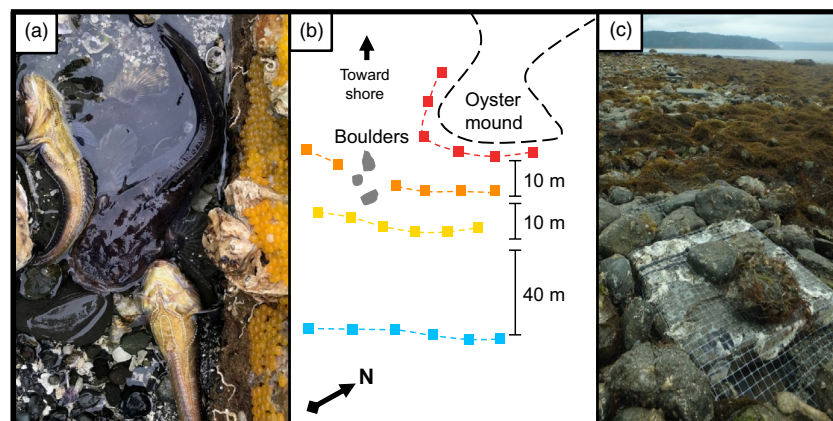 (a)
(b)
Toward
shore
Oyster
mound
Boulders
10 m
10 m
40 m
N
(c)